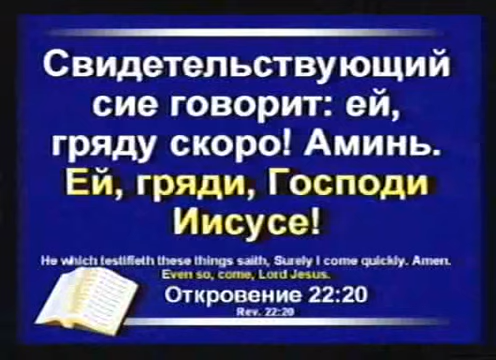 Свидетельствующий
сие говорит: ей,
гряду скоро! Аминь.
Ей, гряди, Господи
Иисусе!
He which testifieth these things saith, Surely I come quickly. Amen.
Even so, come, Lord Jesus.
Откровение 22:20
Rev. 22:20